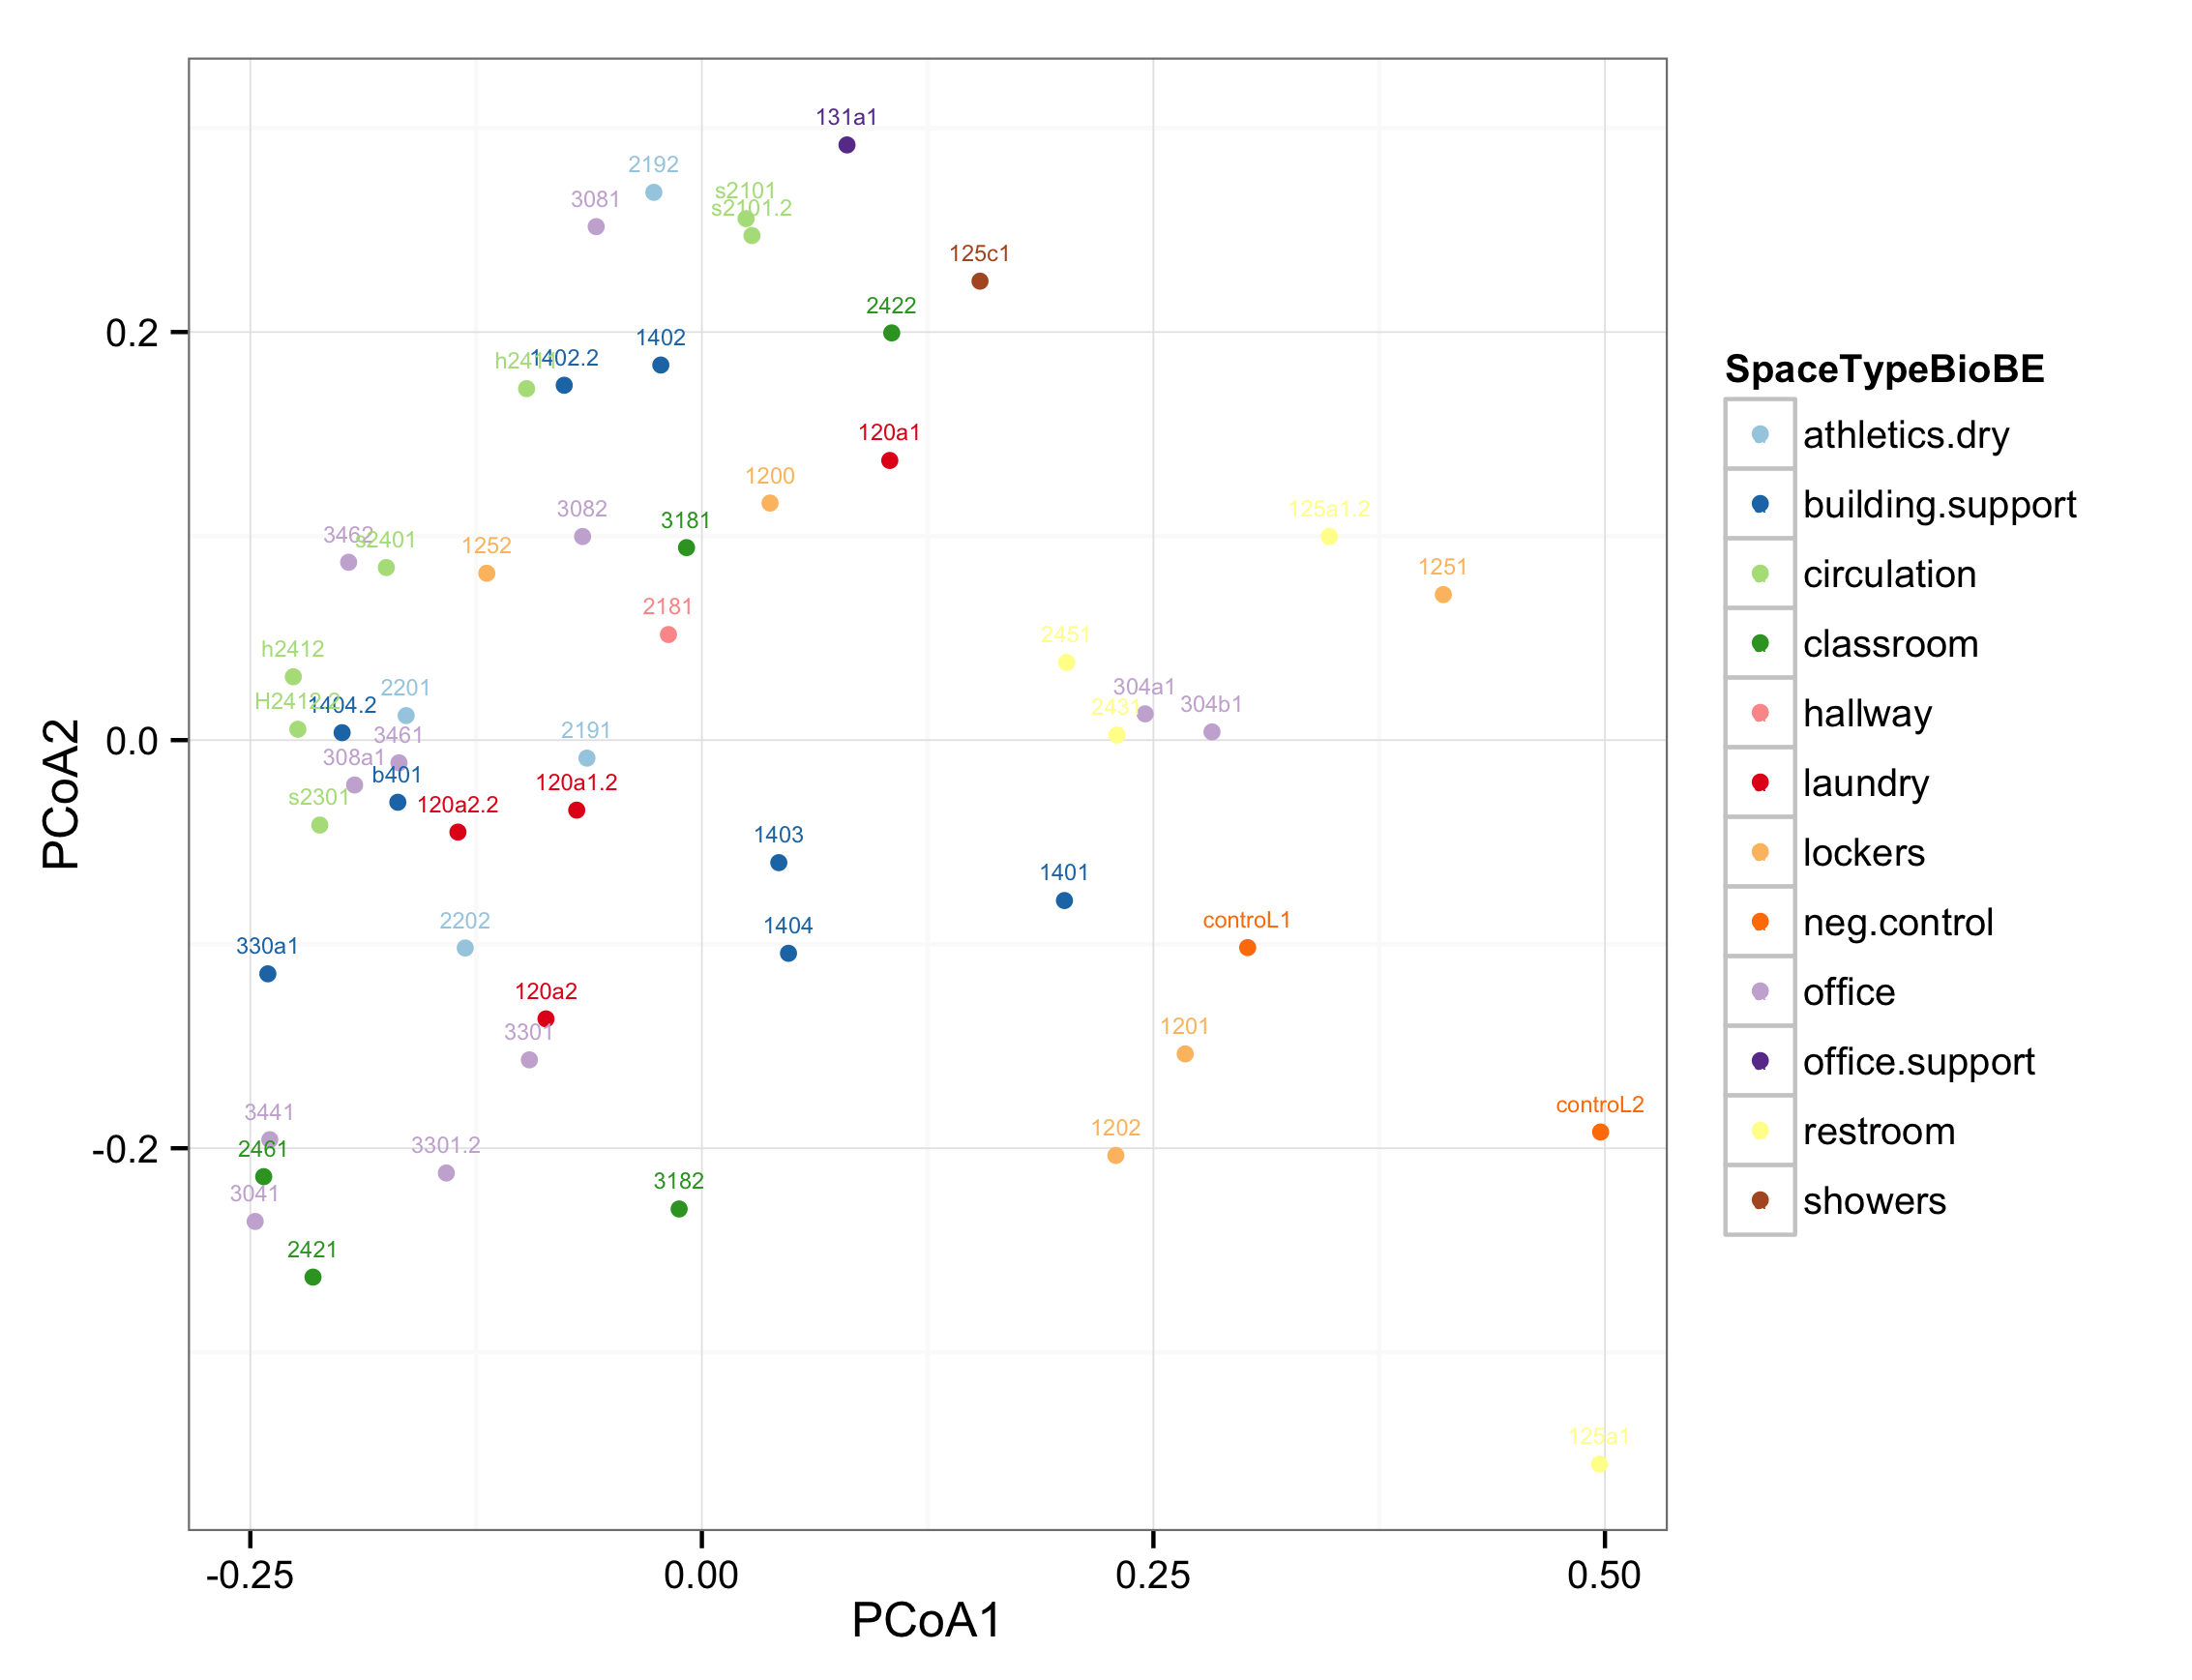 131a1
2192
s2101
3081
s2101.2
125c1
2422
0.2
1402
h2411
1402.2
SpaceTypeBioBE
120a1
athletics.dry
1200
building.support
3082
125a1.2
3181
3462
s2401
1252
1251
circulation
2181
2451
classroom
h2412
2201
304a1
H2412.2
1404.2
304b1
2431
hallway
3461
2191
0.0
308a1
b401
120a1.2
laundry
s2301
120a2.2
1403
lockers
1401
2202
controL1
1404
neg.control
330a1
120a2
office
3301
1201
office.support
3441
controL2
1202
restroom
2461
3301.2
-0.2
3182
3041
showers
2421
125a1
PCoA2
-0.25
0.00
0.25
0.50
PCoA1